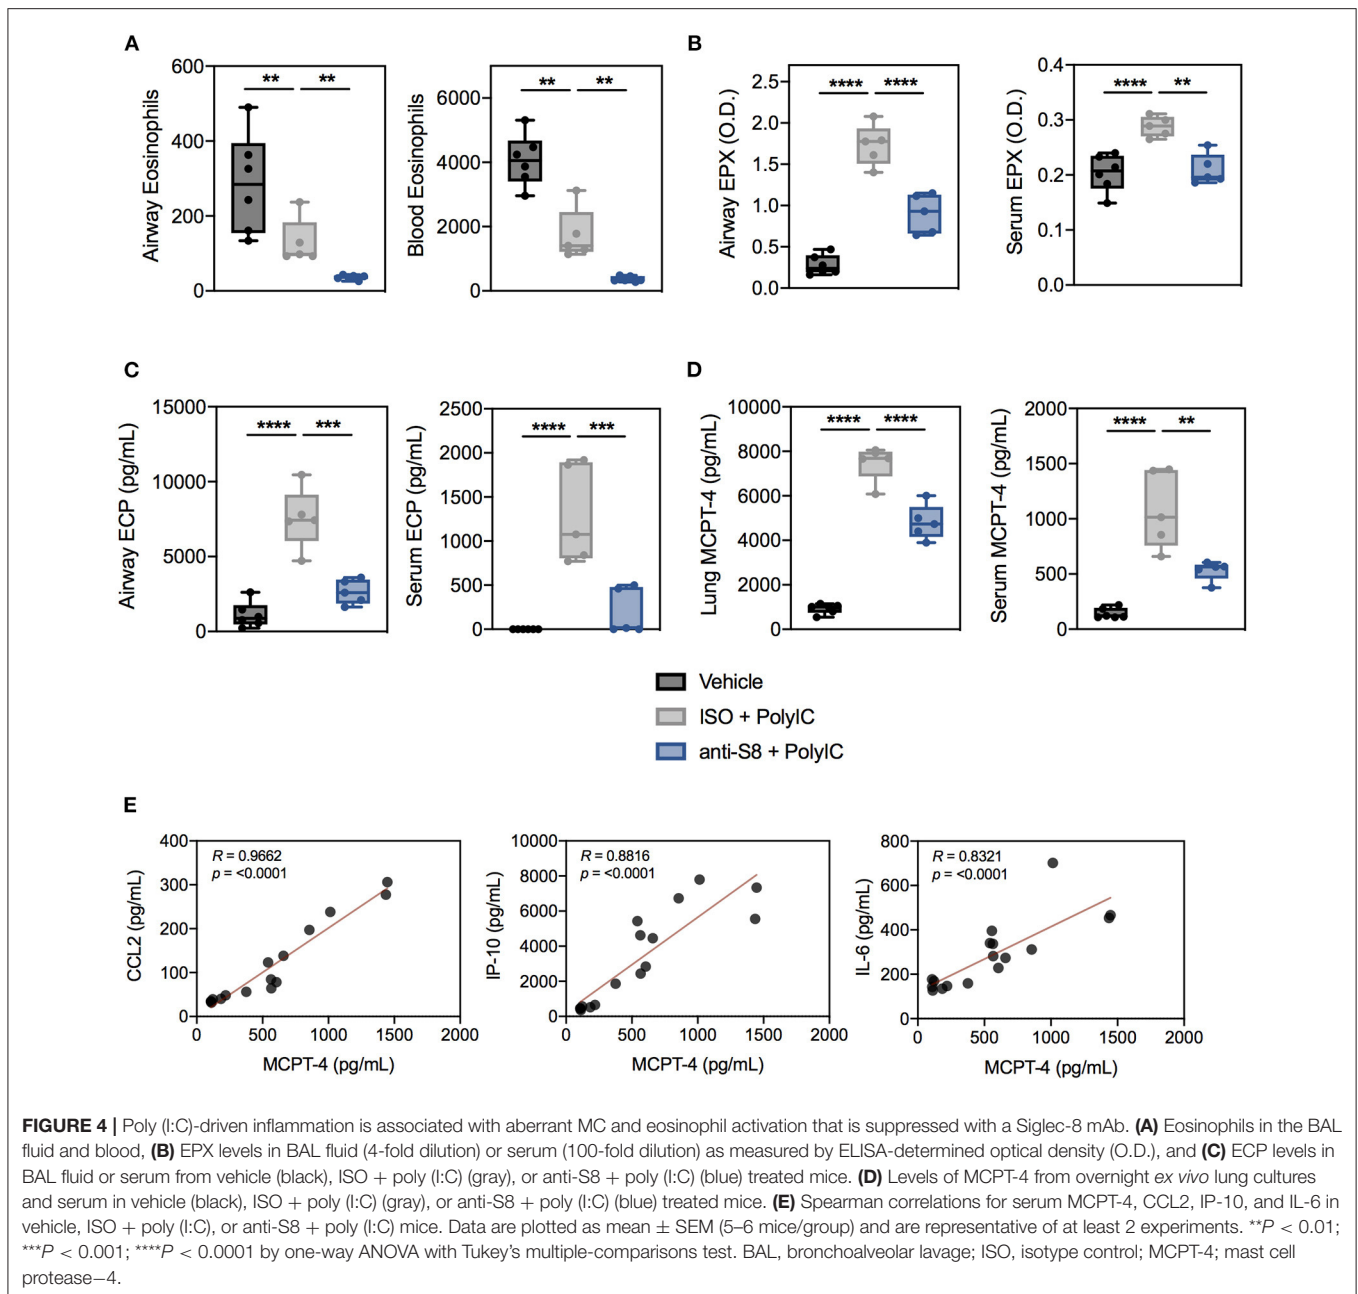 A
B
600
400
200
0
Airway Eosinophils
** **
6000
4000
2000
0
Blood Eosinophils
** **
2.5
2.0
1.5
1.0
0.5
0.0
Airway EPX (O.D.)
**** ****
0.4
0.3
0.2
0.1
0.0
Serum EPX (O.D.)
**** **
C
D
15000
10000
5000
0
Airway ECP (pg/mL)
**** ***
2500
2000
1500
1000
500
0
Serum ECP (pg/mL)
**** ***
10000
8000
6000
4000
2000
0
Lung MCPT-4 (pg/mL)
**** ****
2000
1500
1000
500
0
Serum MCPT-4 (pg/mL)
**** **
Vehicle
ISO + PolyIC
anti-S8 + PolyIC
E
400
300
200
100
0
CCL2 (pg/mL)
R = 0.9662
p = <0.0001
0 500 1000 1500 2000
MCPT-4 (pg/mL)
10000
8000
6000
4000
2000
0
IP-10 (pg/mL)
R = 0.8816
p = <0.0001
0 500 1000 1500 2000
MCPT-4 (pg/mL)
800
600
400
200
0
IL-6 (pg/mL)
R = 0.8321
p = <0.0001
0 500 1000 1500 2000
MCPT-4 (pg/mL)
FIGURE 4 | Poly (I:C)-driven inflammation is associated with aberrant MC and eosinophil activation that is suppressed with a Siglec-8 mAb. (A) Eosinophils in the BAL
fluid and blood, (B) EPX levels in BAL fluid (4-fold dilution) or serum (100-fold dilution) as measured by ELISA-determined optical density (O.D.), and (C) ECP levels in
BAL fluid or serum from vehicle (black), ISO + poly (I:C) (gray), or anti-S8 + poly (I:C) (blue) treated mice. (D) Levels of MCPT-4 from overnight ex vivo lung cultures
and serum in vehicle (black), ISO + poly (I:C) (gray), or anti-S8 + poly (I:C) (blue) treated mice. (E) Spearman correlations for serum MCPT-4, CCL2, IP-10, and IL-6 in
vehicle, ISO + poly (I:C), or anti-S8 + poly (I:C) mice. Data are plotted as mean ± SEM (5–6 mice/group) and are representative of at least 2 experiments. **P < 0.01;
***P < 0.001; ****P < 0.0001 by one-way ANOVA with Tukey's multiple-comparisons test. BAL, bronchoalveolar lavage; ISO, isotype control; MCPT-4; mast cell
protease−4.